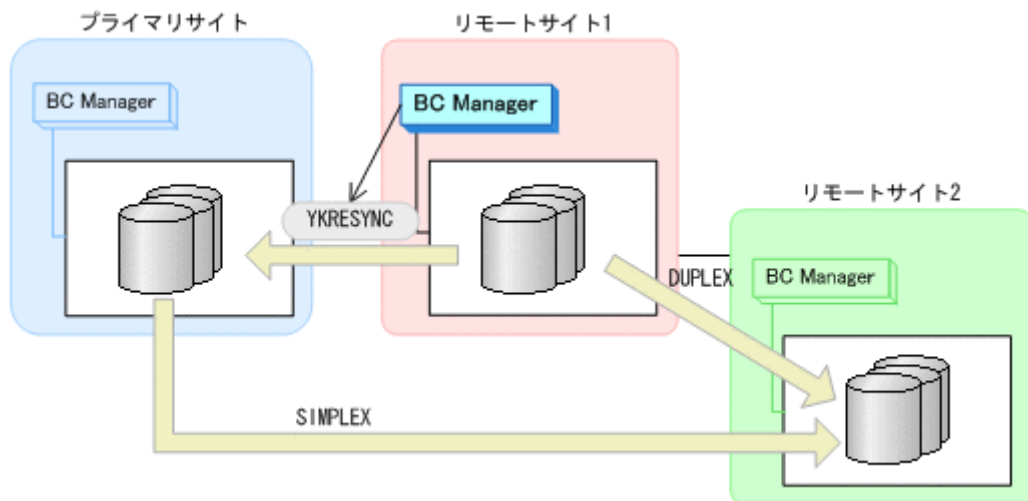 プライマリサイト
リモートサイト1
BC Manager
BC Manager
YKRESYNC
リモートサイト2
DUPLEX
BC Manager
SIMPLEX